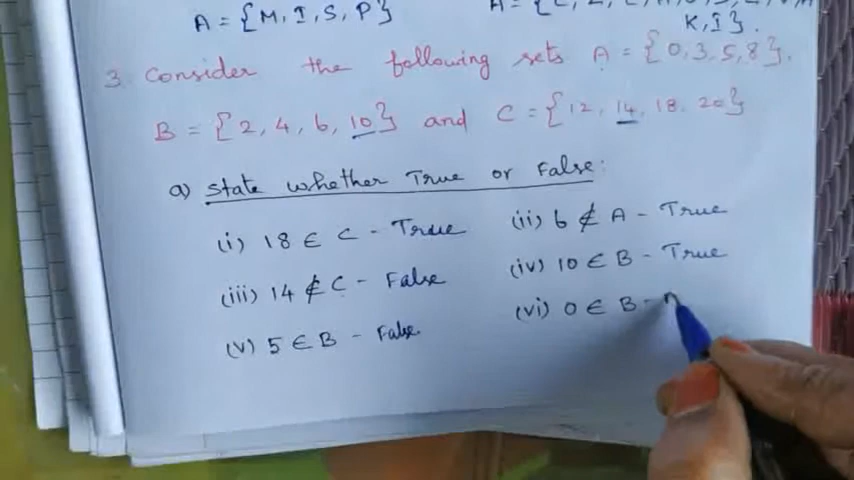 A = {M, I, S, P}
K, I}.
3. Consider the following sets A = {0, 3, 5, 8}.
B = {2, 4, 6, 10} and C = {12, 14, 18, 20}
a) State whether True or False:
(i) 18 ∈ C - True (ii) 6 ∉ A - True
(iii) 14 ∉ C - False (iv) 10 ∈ B - True
(v) 5 ∈ B - False (vi) 0 ∈ B -